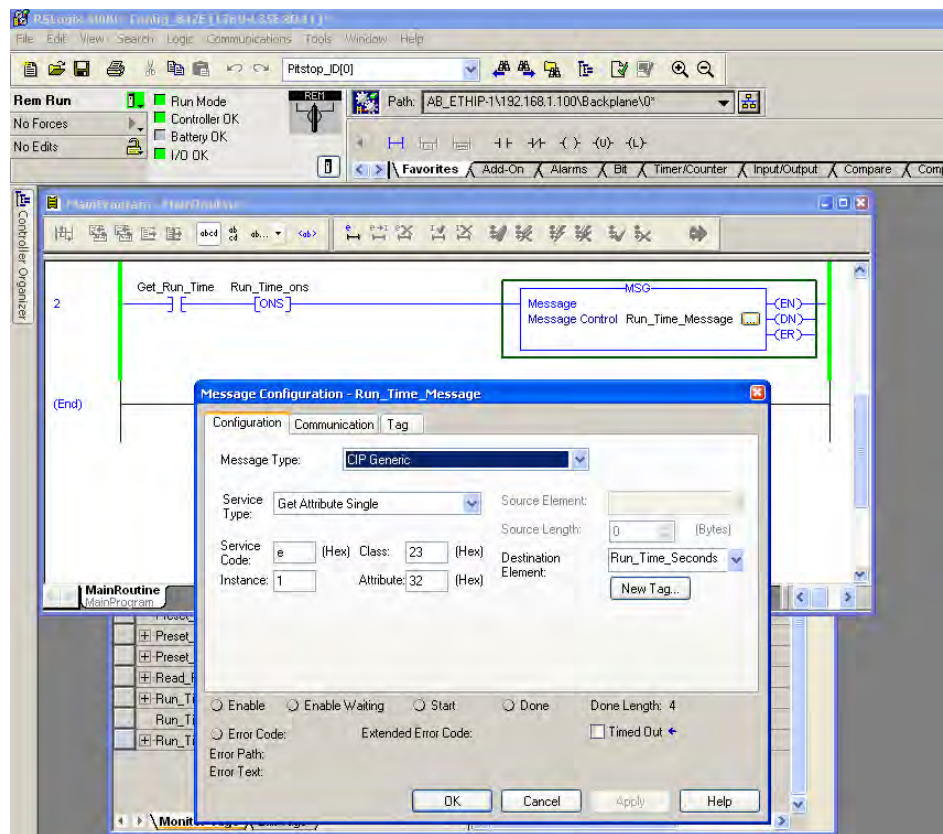 File Edit View Search Logic Communications Tools Window Help
Pitstop_ID[0]
Rem Run
Run Mode
REM
Path: AB_ETHIP-1\192.168.1.100\Backplane\0*
No Forces
Controller OK
Battery OK
No Edits
I/O OK
Favorites Add-On Alarms Bit Timer/Counter Input/Output Compare
Controller Organizer
MainProgram - MainRoutine
2
Get_Run_Time Run_Time_ons
ONS
MSG
Message
Message Control Run_Time_Message ...
EN
DN
ER
(End)
Message Configuration - Run_Time_Message
Configuration Communication Tag
Message Type: CIP Generic
Service Type: Get Attribute Single
Source Element:
Source Length: 0 (Bytes)
Service Code: e (Hex) Class: 23 (Hex)
Destination Element: Run_Time_Seconds
Instance: 1 Attribute: 32 (Hex)
New Tag...
MainRoutine
MainProgram
Preset_
Preset_
Read_
Run_Ti
Run_Ti
Run_Ti
Enable Enable Waiting Start Done Done Length: 4
Error Code: Extended Error Code: Timed Out
Error Path:
Error Text:
OK Cancel Apply Help